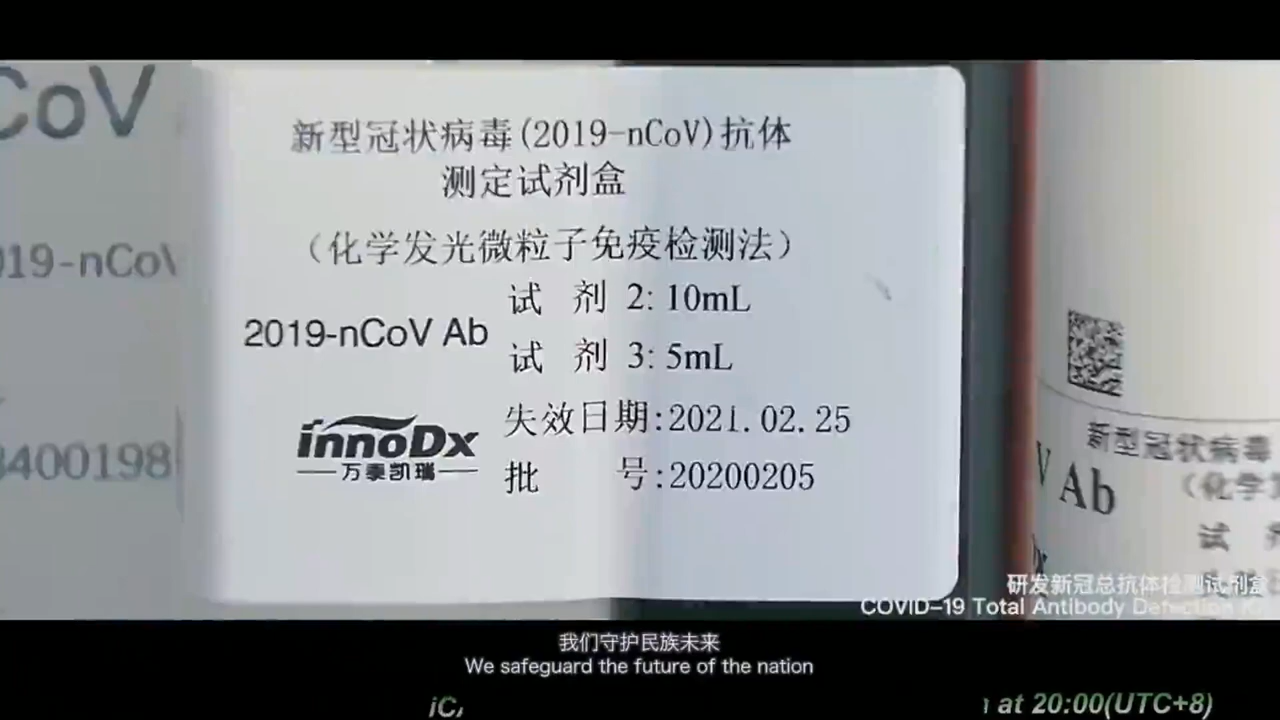 CoV
19-nCoV
400198
新型冠状病毒(2019-nCoV)抗体
测定试剂盒
(化学发光微粒子免疫检测法)
2019-nCoV Ab
试 剂 2: 10mL
试 剂 3: 5mL
innoDx
万泰凯瑞
失效日期:2021.02.25
批 号:20200205
新型冠状病毒
(化学
V Ab
试
研发新冠总抗体检测试剂盒
COVID-19 Total Antibody Detection
我们守护民族未来
We safeguard the future of the nation
at 20:00(UTC+8)